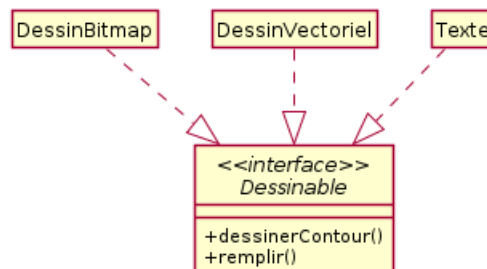 DessinBitmap
DessinVectoriel
Texte
<<interface>>
Dessinable
+dessinerContour()
+remplir()